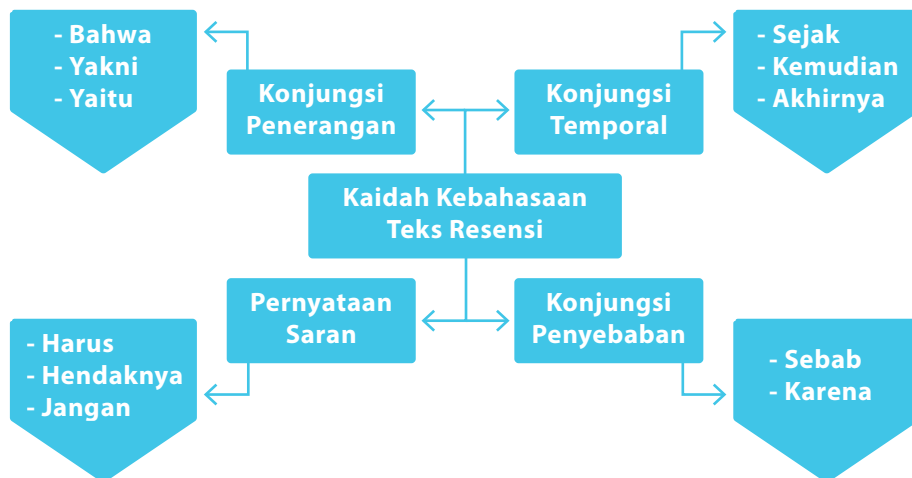 - Bahwa
- Yakni
- Yaitu
Konjungsi
Penerangan
Konjungsi
Temporal
- Sejak
- Kemudian
- Akhirnya
Kaidah Kebahasaan
Teks Resensi
- Harus
- Hendaknya
- Jangan
Pernyataan
Saran
Konjungsi
Penyebaban
- Sebab
- Karena